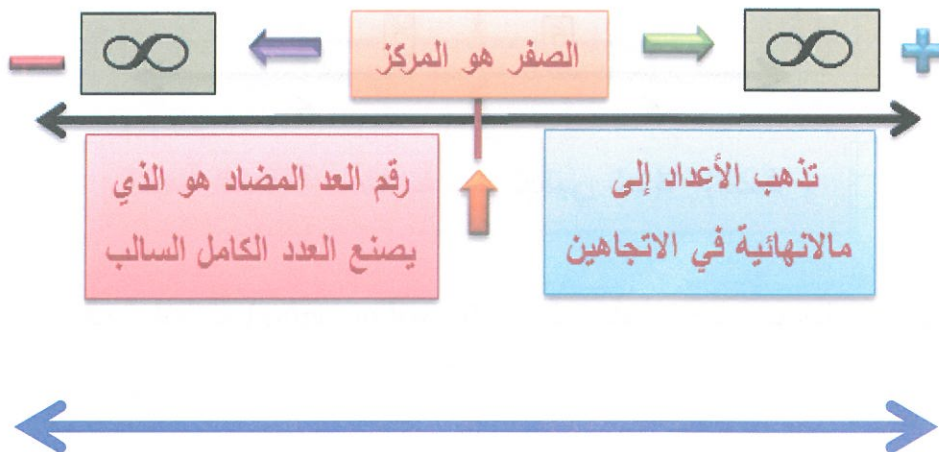 − ∞ الصفر هو المركز ∞ +
تذهب الأعداد إلى
مالانهائية في الاتجاهين
رقم العد المضاد هو الذي
يصنع العدد الكامل السالب